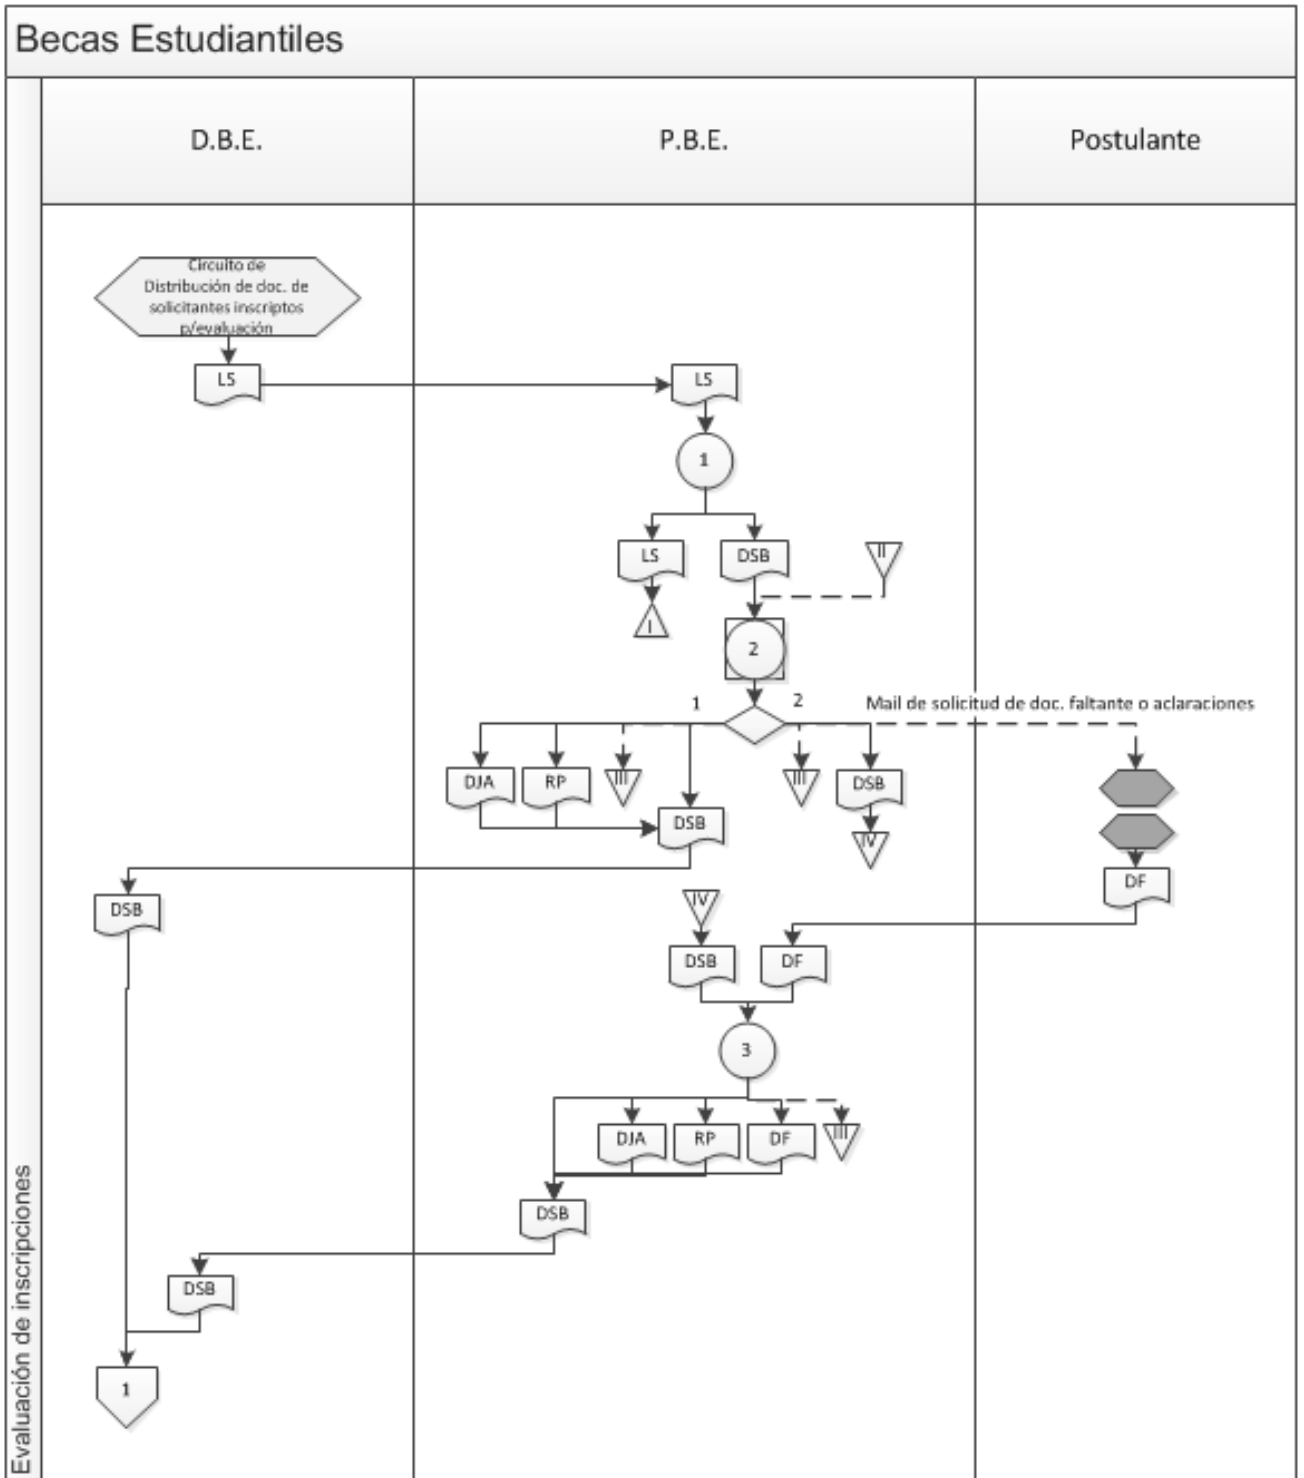 Becas Estudiantiles
D.B.E.
P.B.E.
Postulante
Circuito de
Distribución de doc. de
solicitantes inscriptos
p/evaluación
LS
LS
1
LS
DSB
II
I
2
1
2
Mail de solicitud de doc. faltante o aclaraciones
DJA
RP
III
DSB
III
DSB
IV
DF
DSB
IV
DSB
DF
3
DJA
RP
DF
III
DSB
DSB
1
Evaluación de inscripciones